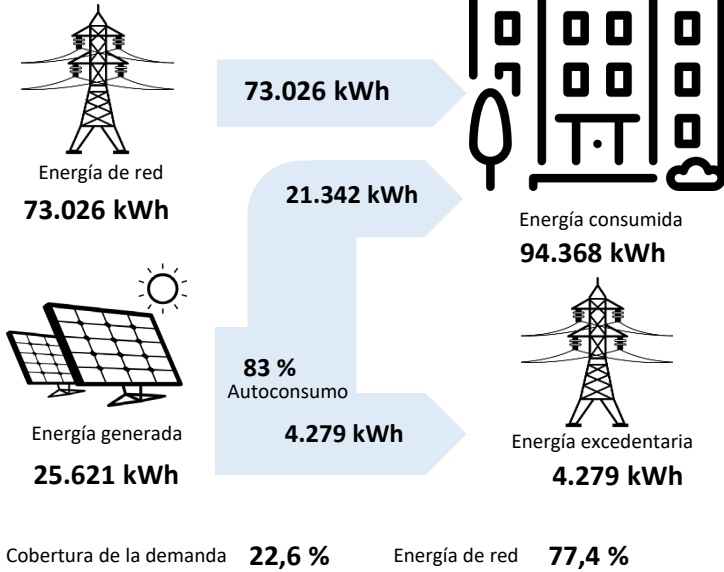 73.026 kWh
Energía de red
73.026 kWh
21.342 kWh
Energía consumida
94.368 kWh
83 %
Autoconsumo
Energía generada
25.621 kWh
4.279 kWh
Energía excedentaria
4.279 kWh
Cobertura de la demanda 22,6 % Energía de red 77,4 %